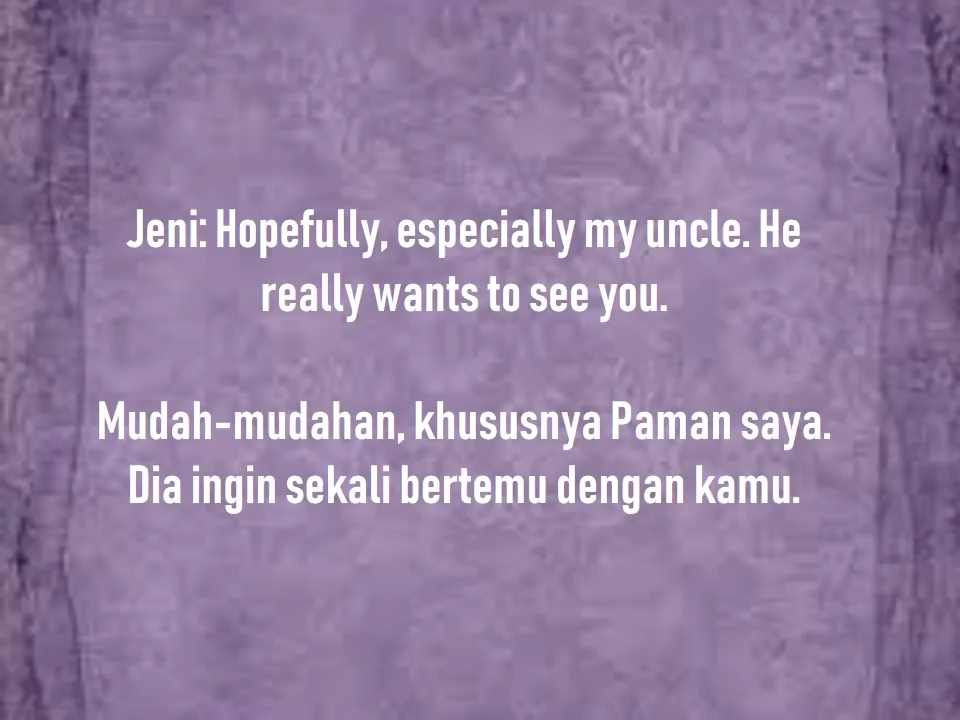 Jeni: Hopefully, especially my uncle. He
really wants to see you.
Mudah-mudahan, khususnya Paman saya.
Dia ingin sekali bertemu dengan kamu.